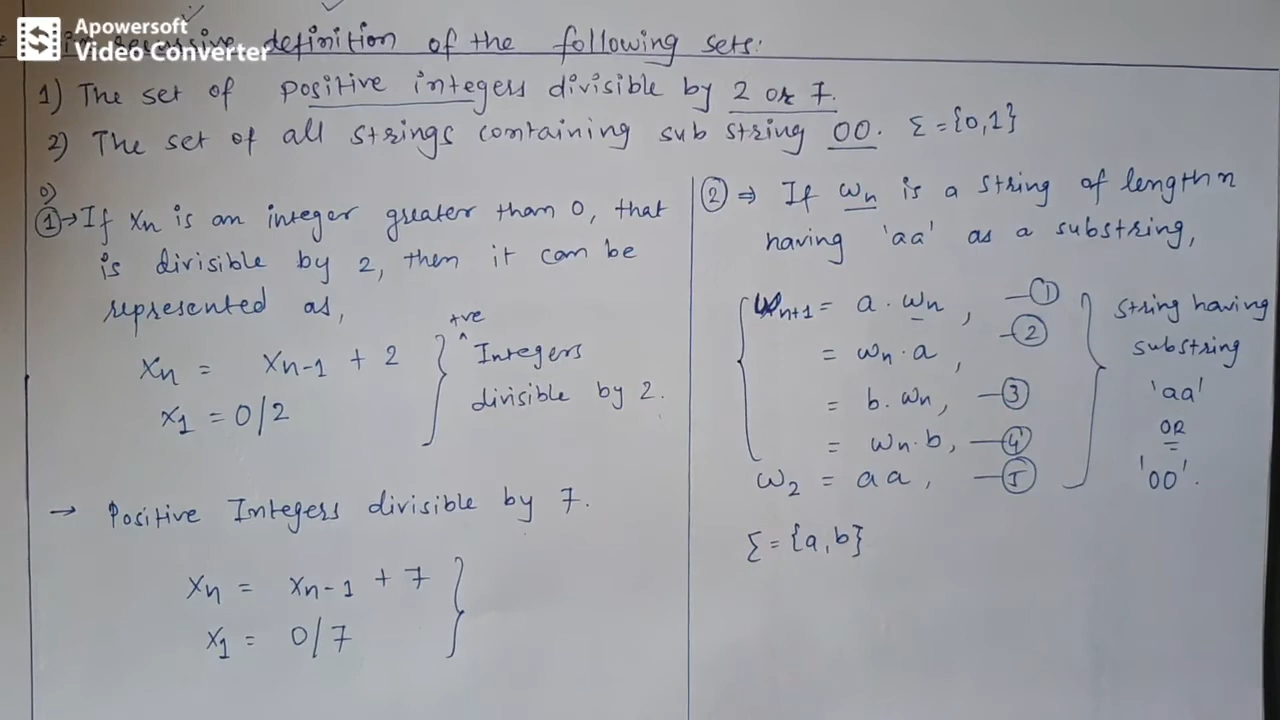 Apowersoft
Video Converter
definition of the following sets:
1) The set of positive integers divisible by 2 or 7.
2) The set of all strings containing sub string 00. Σ = {0,1}
①→ If xn is an integer greater than 0, that
is divisible by 2, then it can be
represented as,
xn = xn-1 + 2
x1 = 0/2
+ve
^ Integers
divisible by 2.
→ Positive Integers divisible by 7.
xn = xn-1 + 7
x1 = 0/7
② ⇒ If wn is a string of length n
having 'aa' as a substring,
wn+1 = a. wn, —①
= wn.a, —②
= b. wn, —③
= wn.b, —④
w2 = aa, —⑤
String having
substring
'aa'
OR
'00'.
Σ = {a,b}